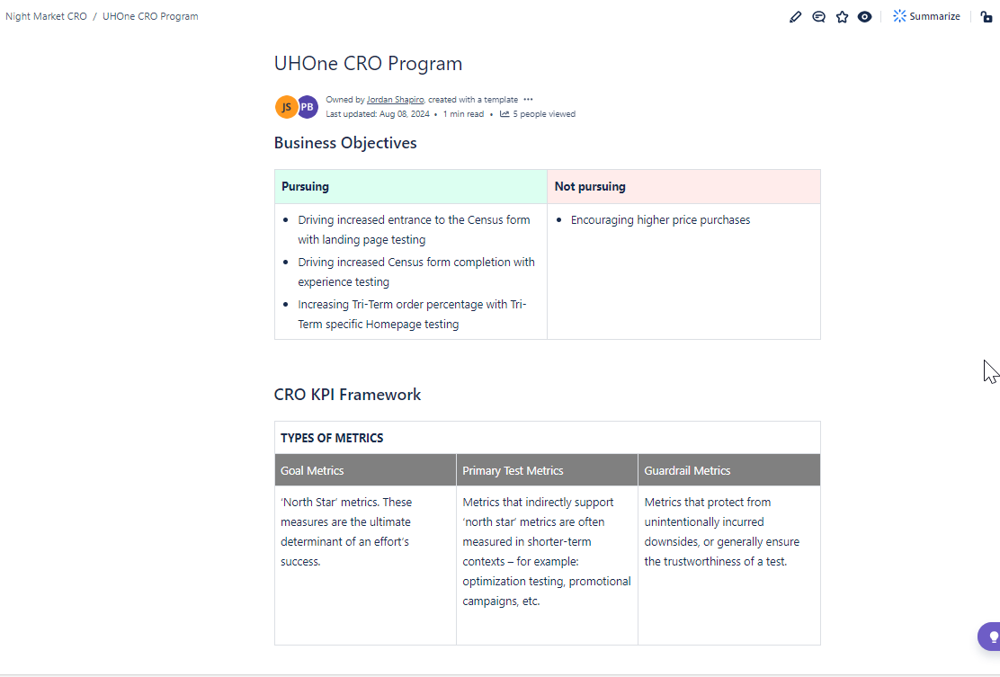 Night Market CRO / UHOne CRO Program
Summarize
UHOne CRO Program
JS PB
Owned by Jordan Shapiro, created with a template •••
Last updated: Aug 08, 2024 • 1 min read • 5 people viewed
Business Objectives
Pursuing
Not pursuing
• Driving increased entrance to the Census form
with landing page testing
• Driving increased Census form completion with
experience testing
• Increasing Tri-Term order percentage with Tri-
Term specific Homepage testing
• Encouraging higher price purchases
CRO KPI Framework
TYPES OF METRICS
Goal Metrics
Primary Test Metrics
Guardrail Metrics
‘North Star’ metrics. These
measures are the ultimate
determinant of an effort’s
success.
Metrics that indirectly support
‘north star’ metrics are often
measured in shorter-term
contexts – for example:
optimization testing, promotional
campaigns, etc.
Metrics that protect from
unintentionally incurred
downsides, or generally ensure
the trustworthiness of a test.